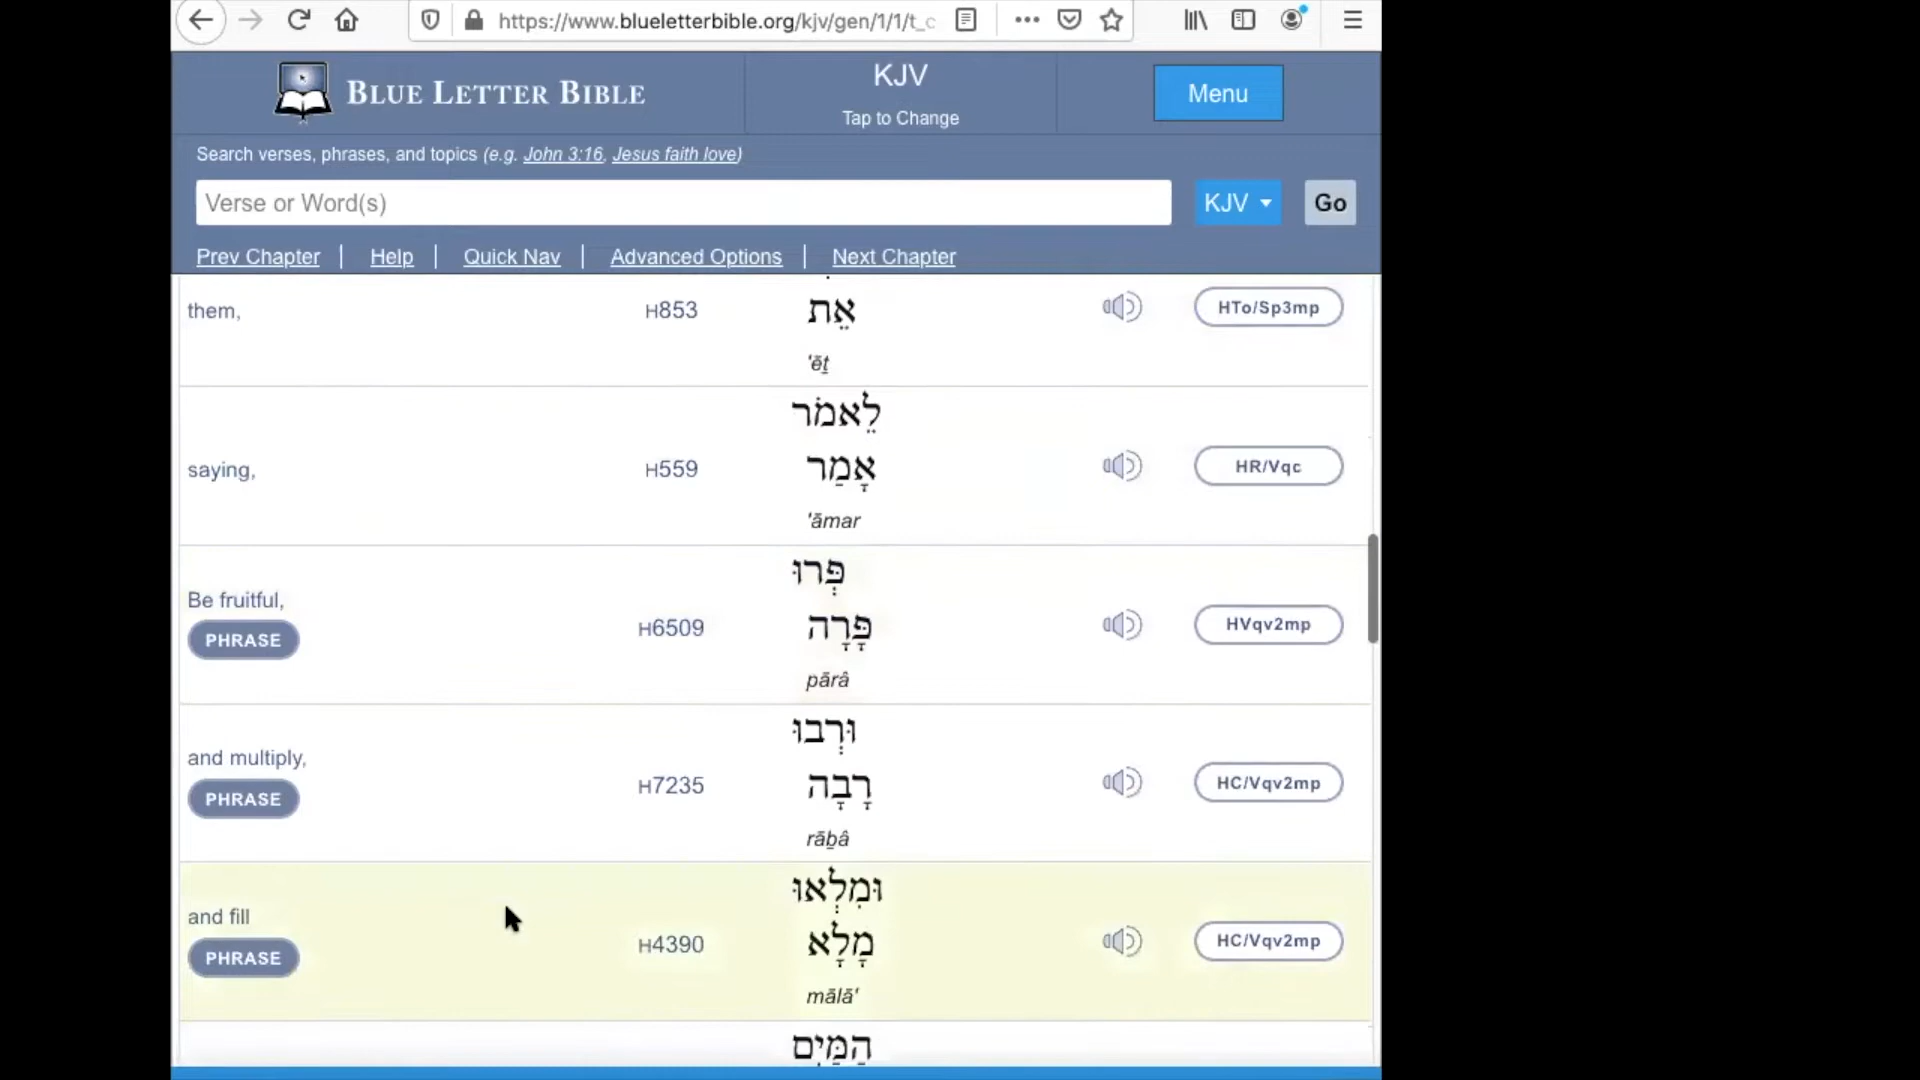 https://www.blueletterbible.org/kjv/gen/1/1/t_c
BLUE LETTER BIBLE
KJV
Tap to Change
Menu
Search verses, phrases, and topics (e.g. John 3:16, Jesus faith love)
Verse or Word(s)
KJV
Go
Prev Chapter | Help | Quick Nav | Advanced Options | Next Chapter
them,
H853
אֵת
'ēṯ
HTo/Sp3mp
saying,
H559
לֵאמֹר
אָמַר
'āmar
HR/Vqc
Be fruitful,
PHRASE
H6509
פְּרוּ
פָּרָה
pārâ
HVqv2mp
and multiply,
PHRASE
H7235
וּרְבוּ
רָבָה
rāḇâ
HC/Vqv2mp
and fill
PHRASE
H4390
וּמִלְאוּ
מָלָא
mālā'
HC/Vqv2mp
הַמַּיִם